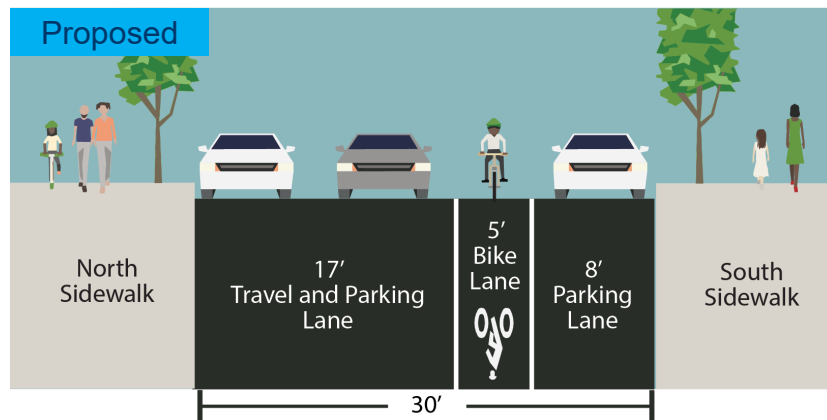 Proposed
North
Sidewalk
17′
Travel and Parking
Lane
5′
Bike
Lane
8′
Parking
Lane
South
Sidewalk
30′